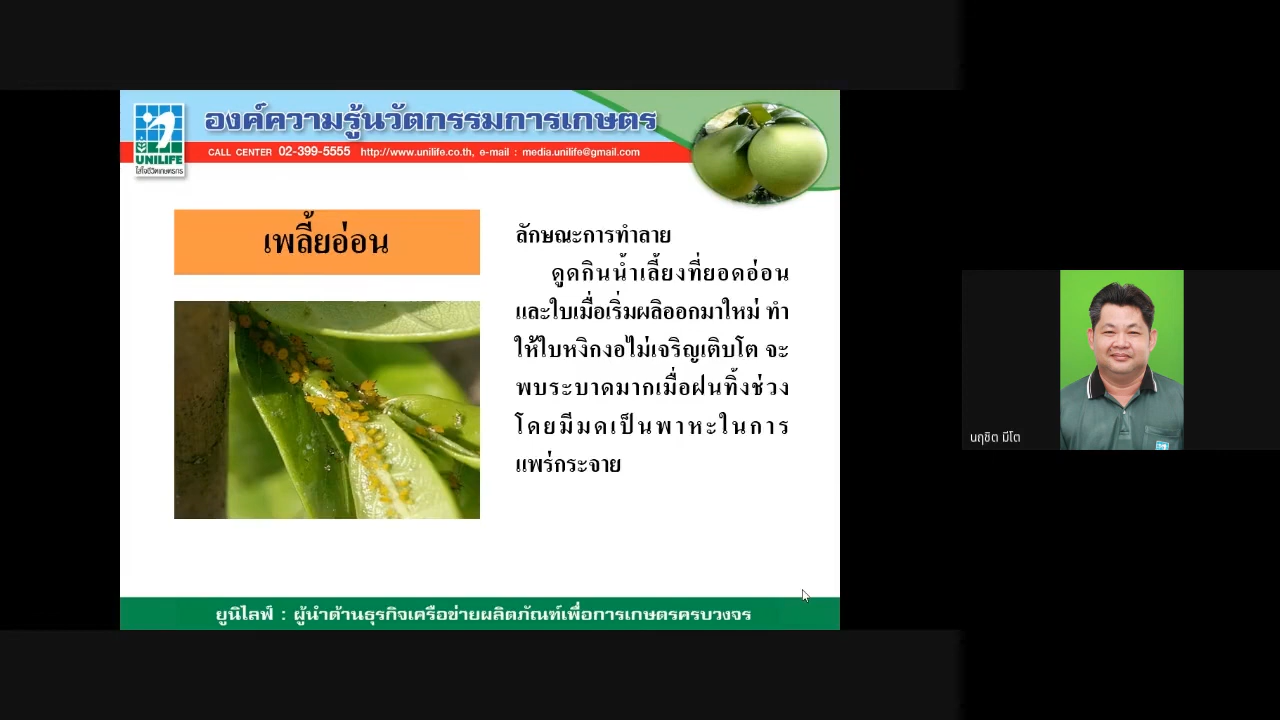 องค์ความรู้นวัตกรรมการเกษตร
UNILIFE
ใส่ใจชีวิตเกษตรกร
CALL CENTER 02-399-5555 http://www.unilife.co.th, e-mail : media.unilife@gmail.com
เพลี้ยอ่อน
ลักษณะการทำลาย
ดูดกินน้ำเลี้ยงที่ยอดอ่อน
และใบเมื่อเริ่มผลิออกมาใหม่ ทำ
ให้ใบหงิกงอไม่เจริญเติบโต จะ
พบระบาดมากเมื่อฝนทิ้งช่วง
โดยมีมดเป็นพาหะในการ
แพร่กระจาย
นฤชิต มีโต
ยูนิไลฟ์ : ผู้นำด้านธุรกิจเครือข่ายผลิตภัณฑ์เพื่อการเกษตรครบวงจร